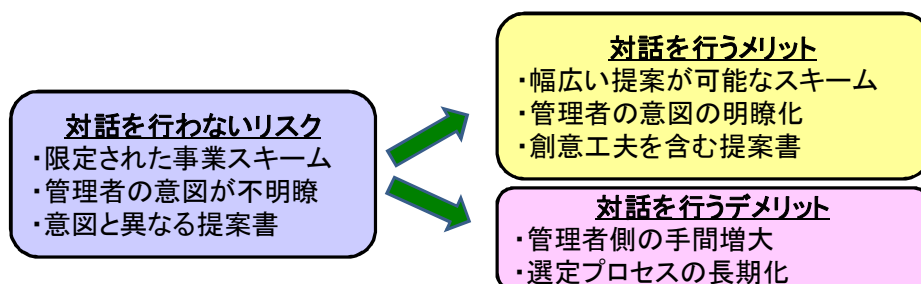 対話を行わないリスク
・限定された事業スキーム
・管理者の意図が不明瞭
・意図と異なる提案書
対話を行うメリット
・幅広い提案が可能なスキーム
・管理者の意図の明瞭化
・創意工夫を含む提案書
対話を行うデメリット
・管理者側の手間増大
・選定プロセスの長期化